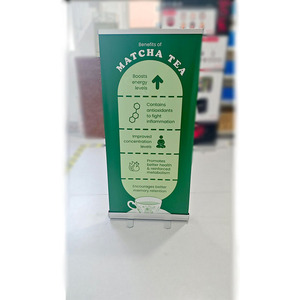 Benefits of
MATCHA TEA
Boosts
energy
levels
Contains
antioxidants
to fight
inflammation
Improved
concentration
levels
Promotes
better health
& reinforces
metabolism
Encourages better
memory retention